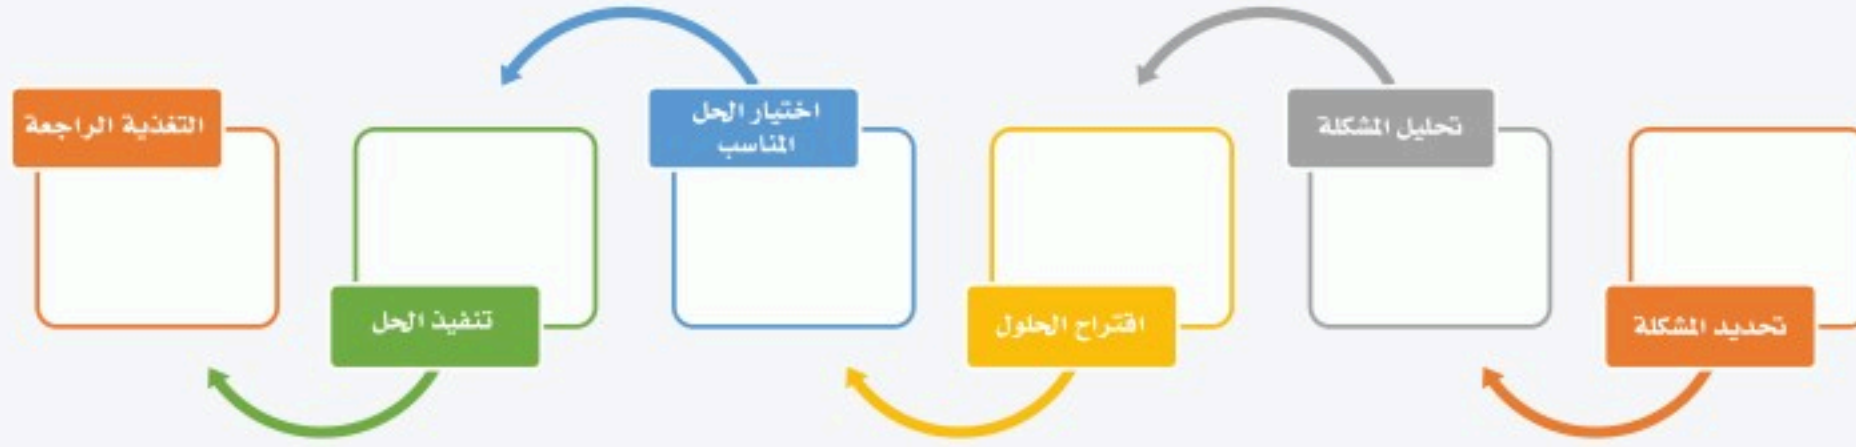 تحديد المشكلة
تحليل المشكلة
اقتراح الحلول
اختيار الحل
المناسب
تنفيذ الحل
التغذية الراجعة